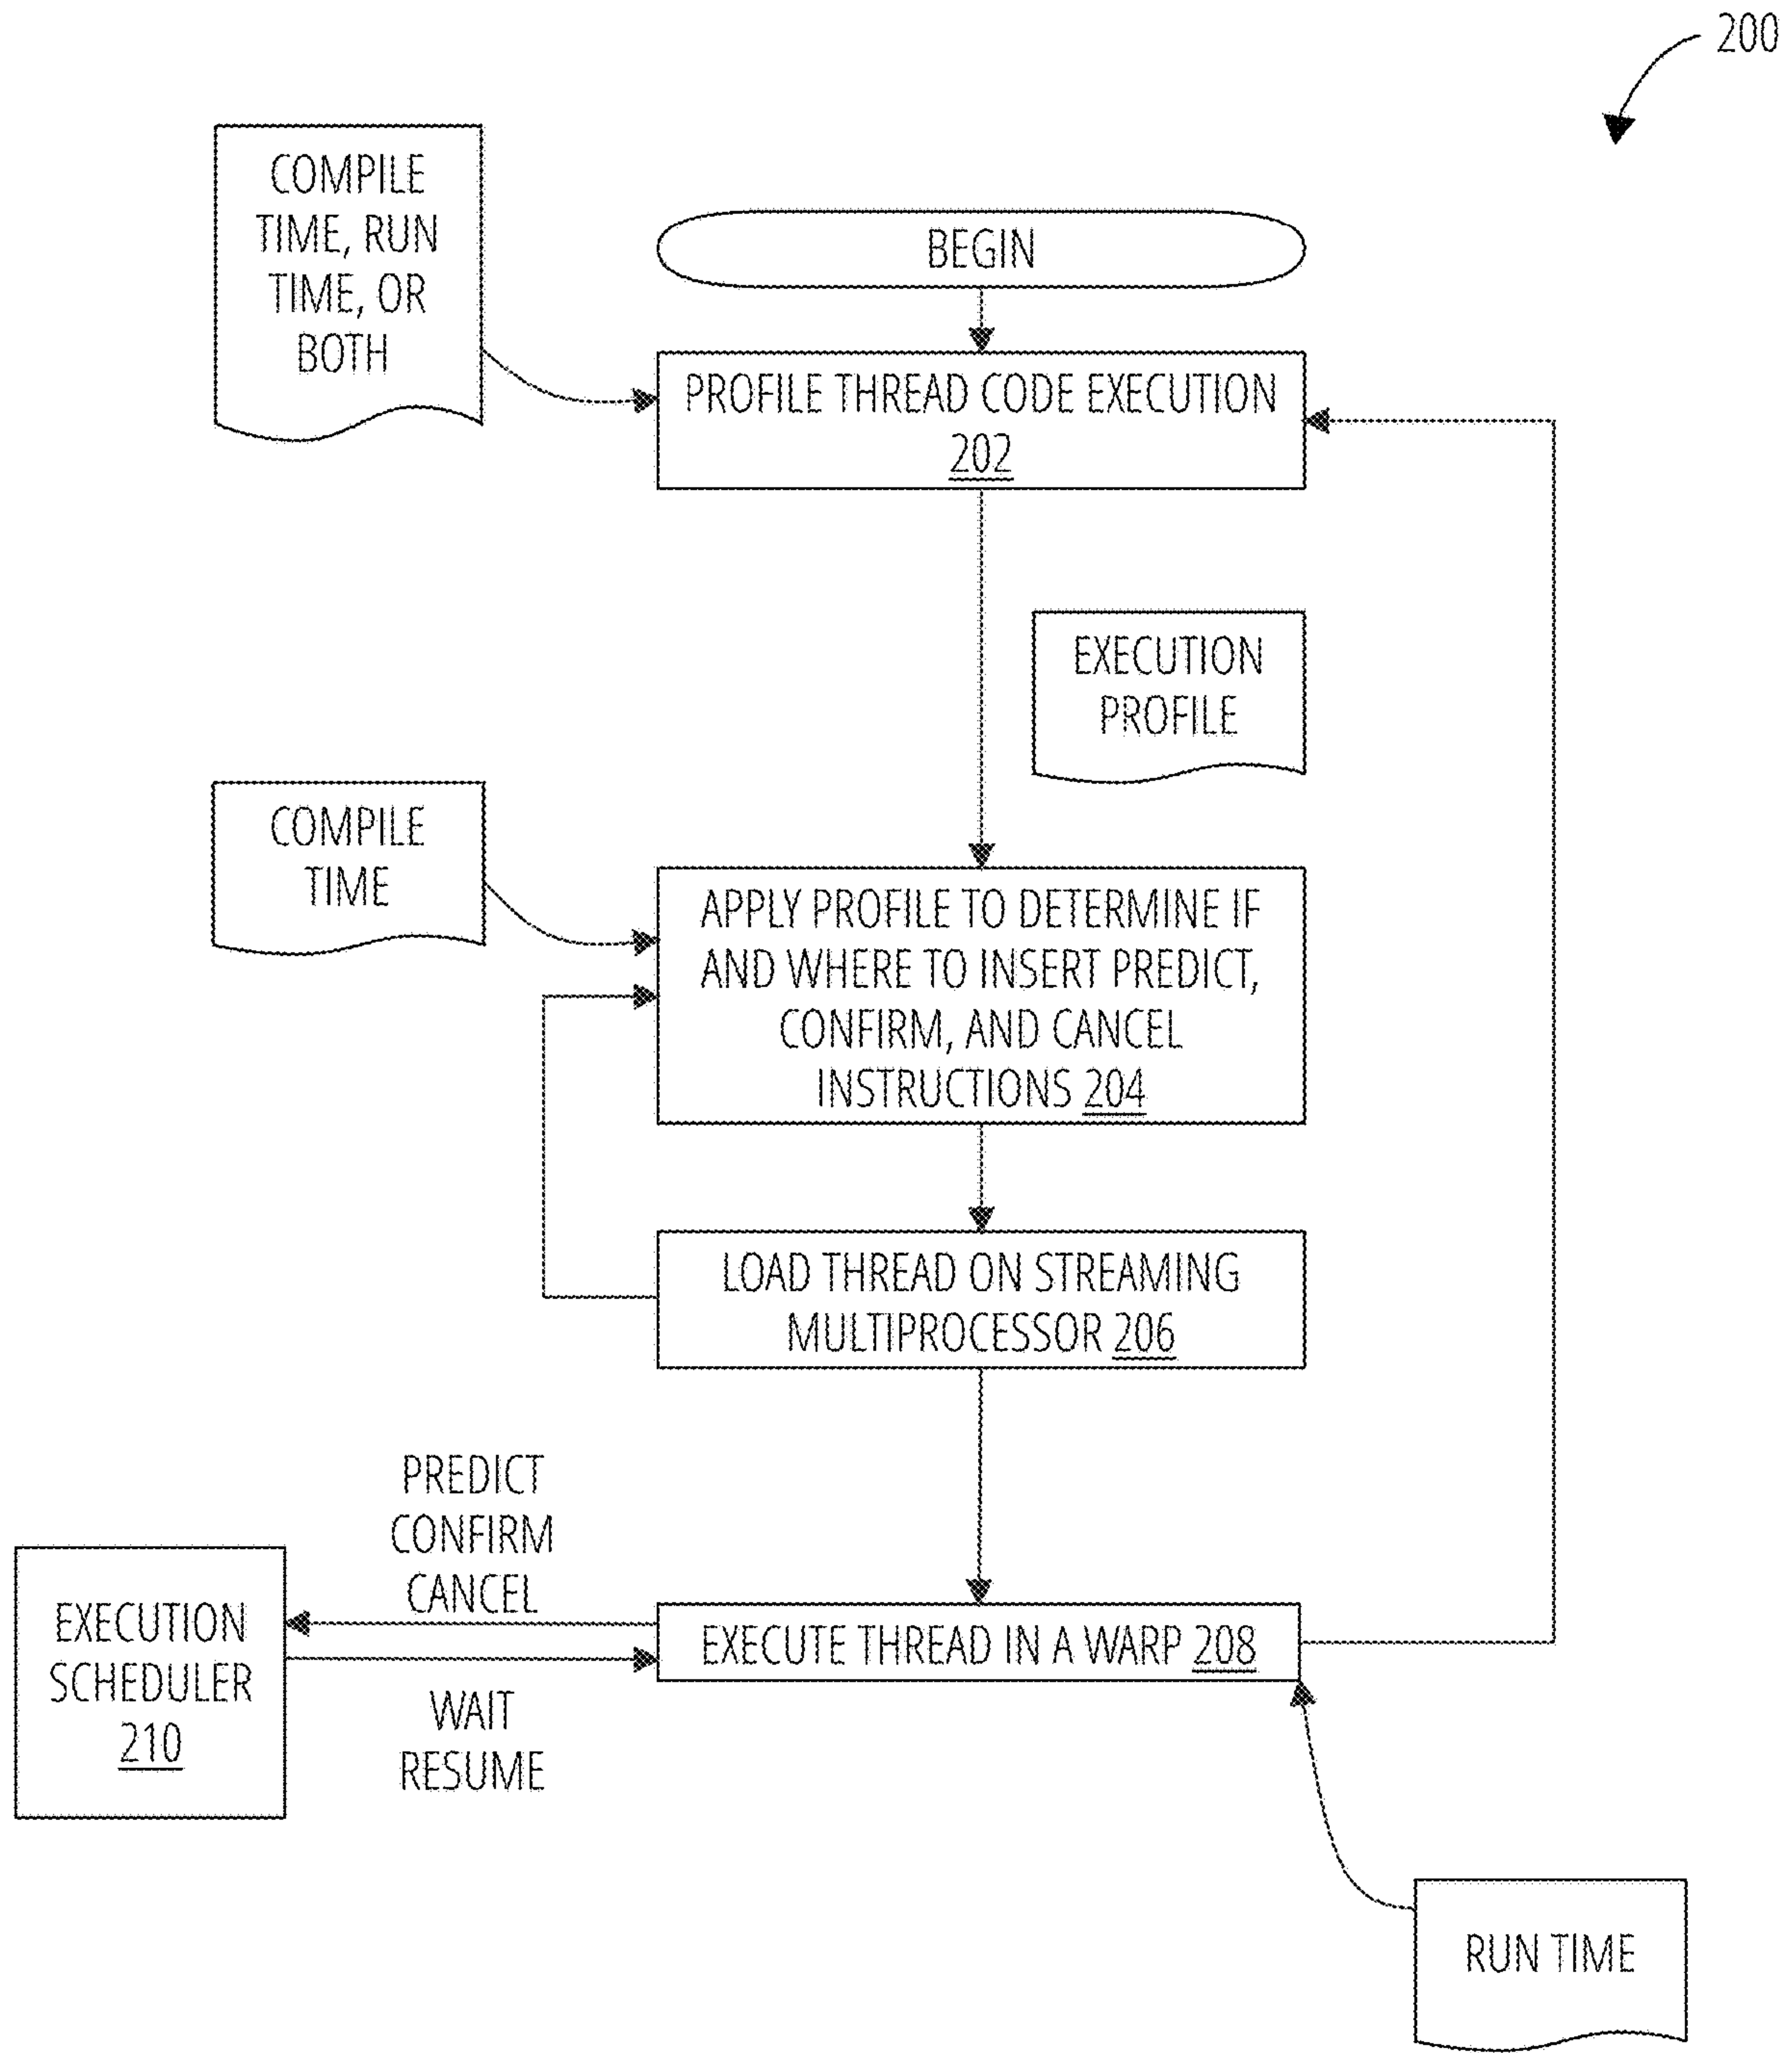 200
COMPILE
TIME, RUN
TIME, OR
BOTH
BEGIN
PROFILE THREAD CODE EXECUTION
202
EXECUTION
PROFILE
COMPILE
TIME
APPLY PROFILE TO DETERMINE IF
AND WHERE TO INSERT PREDICT,
CONFIRM, AND CANCEL
INSTRUCTIONS 204
LOAD THREAD ON STREAMING
MULTIPROCESSOR 206
PREDICT
CONFIRM
CANCEL
EXECUTION
SCHEDULER
210
EXECUTE THREAD IN A WARP 208
WAIT
RESUME
RUN TIME